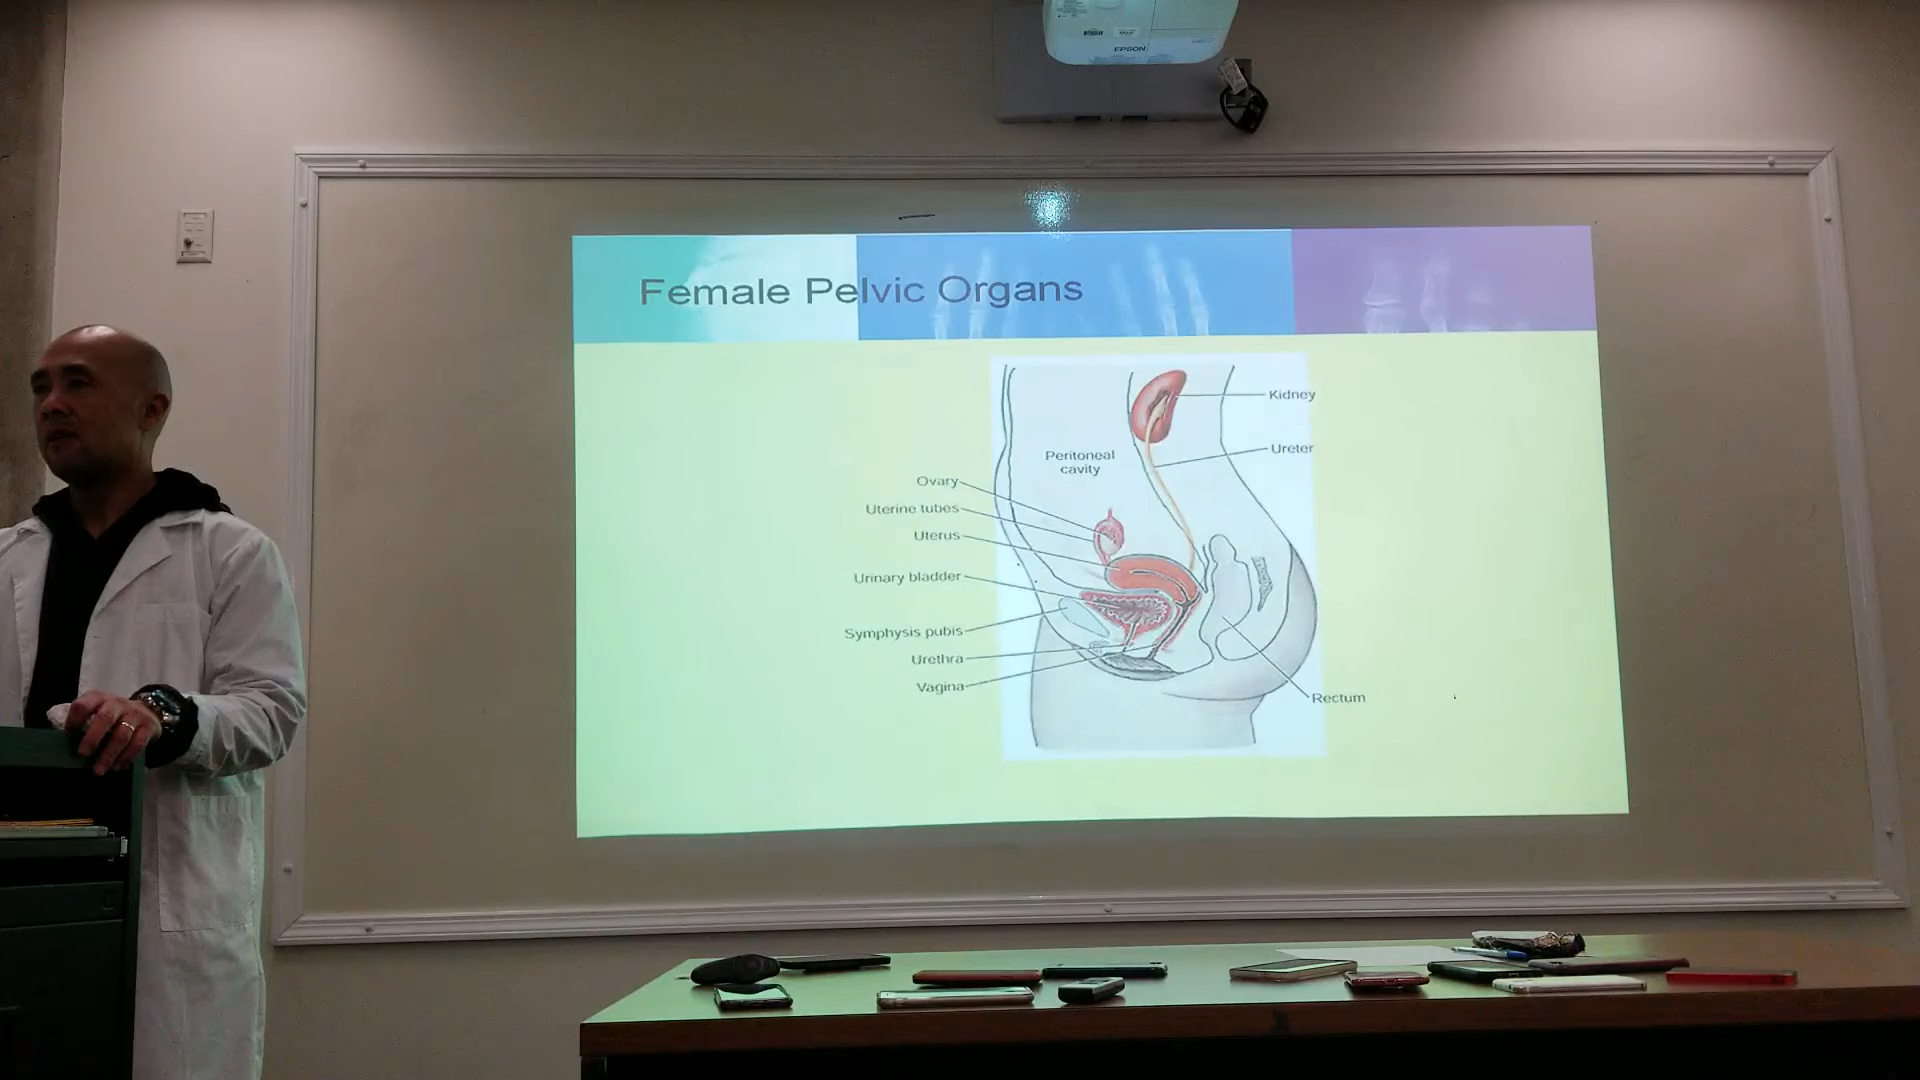 EPSON
Female Pelvic Organs
Kidney
Ureter
Peritoneal
cavity
Ovary
Uterine tubes
Uterus
Urinary bladder
Symphysis pubis
Urethra
Vagina
Rectum